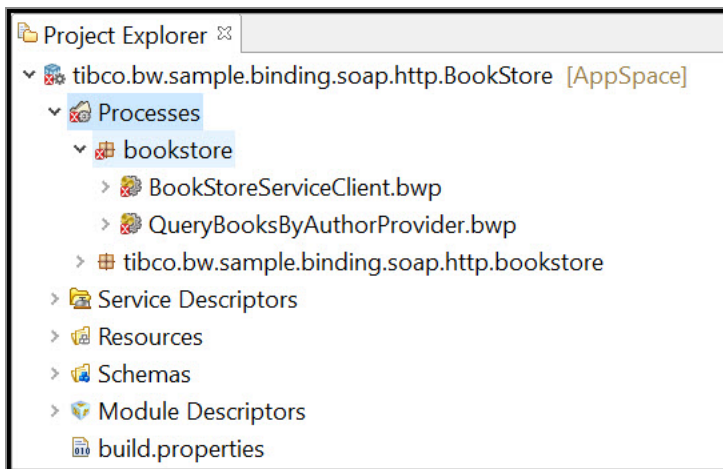 Project Explorer
tibco.bw.sample.binding.soap.http.BookStore [AppSpace]
Processes
bookstore
BookStoreServiceClient.bwp
QueryBooksByAuthorProvider.bwp
tibco.bw.sample.binding.soap.http.bookstore
Service Descriptors
Resources
Schemas
Module Descriptors
build.properties